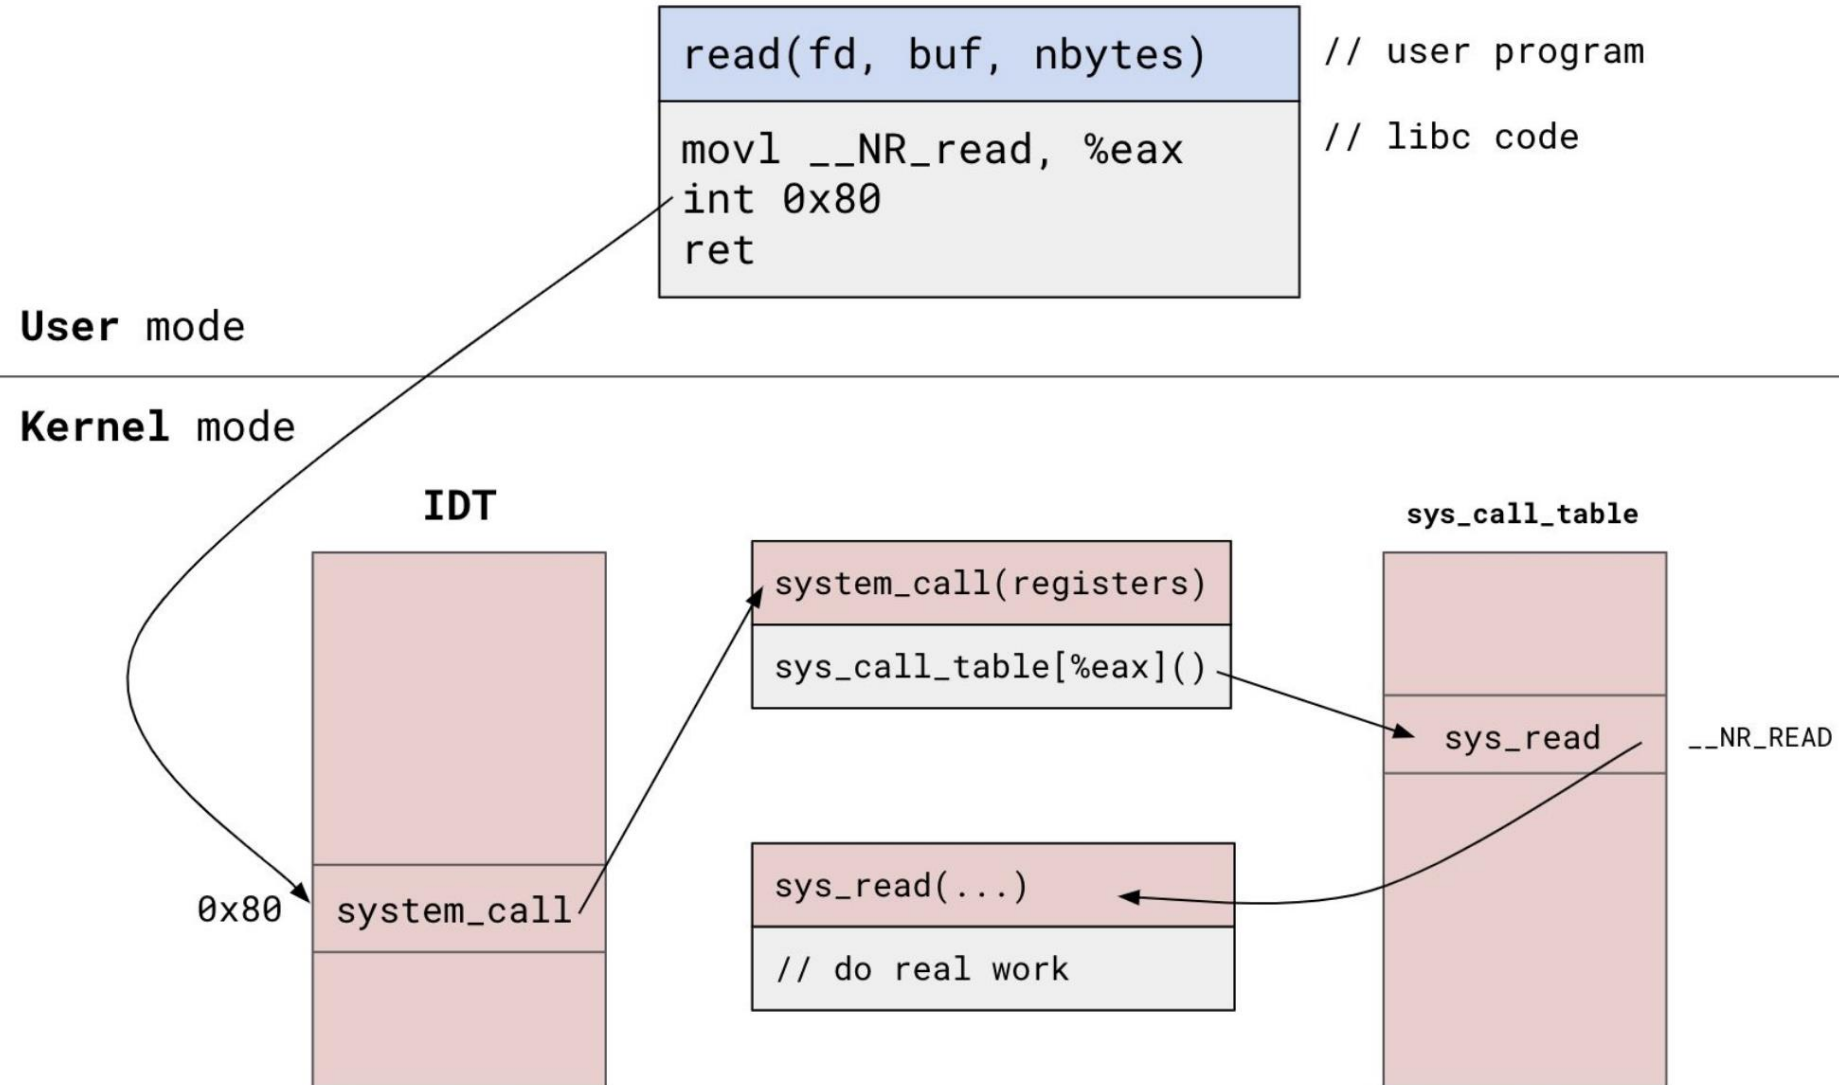 read(fd, buf, nbytes)
// user program
movl __NR_read, %eax
// libc code
int 0x80
ret
User mode
Kernel mode
IDT
sys_call_table
system_call(registers)
sys_call_table[%eax]()
sys_read
__NR_READ
sys_read(...)
0x80
system_call
// do real work